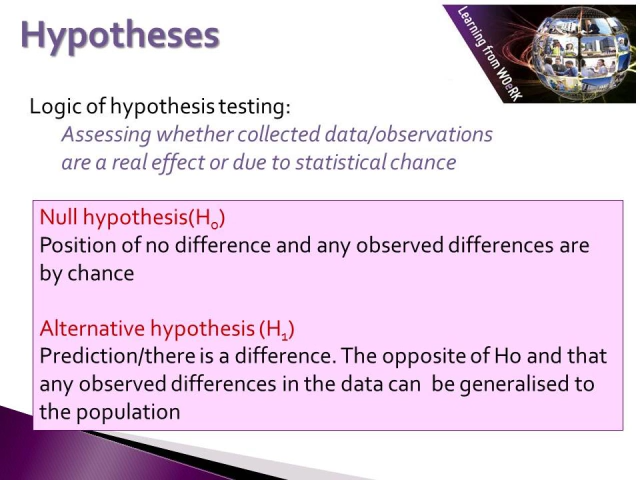 Hypotheses
Learning from WOeRK
Logic of hypothesis testing:
Assessing whether collected data/observations
are a real effect or due to statistical chance
Null hypothesis(H₀)
Position of no difference and any observed differences are
by chance
Alternative hypothesis (H₁)
Prediction/there is a difference. The opposite of Ho and that
any observed differences in the data can  be generalised to
the population